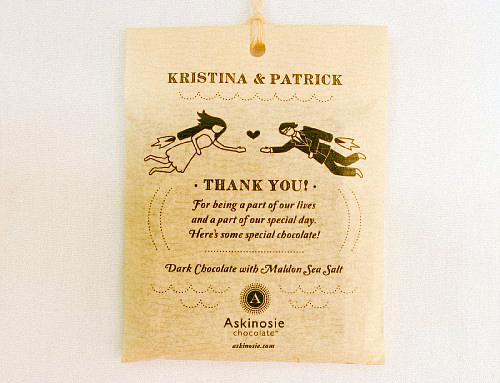 KRISTINA & PATRICK
· THANK YOU! ·
For being a part of our lives
and a part of our special day.
Here's some special chocolate!
Dark Chocolate with Maldon Sea Salt
A
Askinosie
chocolate™
askinosie.com